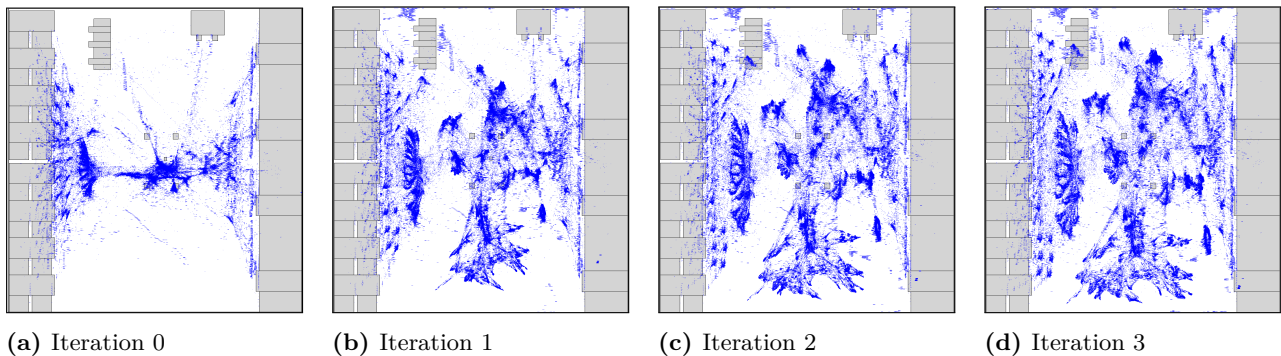 (a) Iteration 0
(b) Iteration 1
(c) Iteration 2
(d) Iteration 3